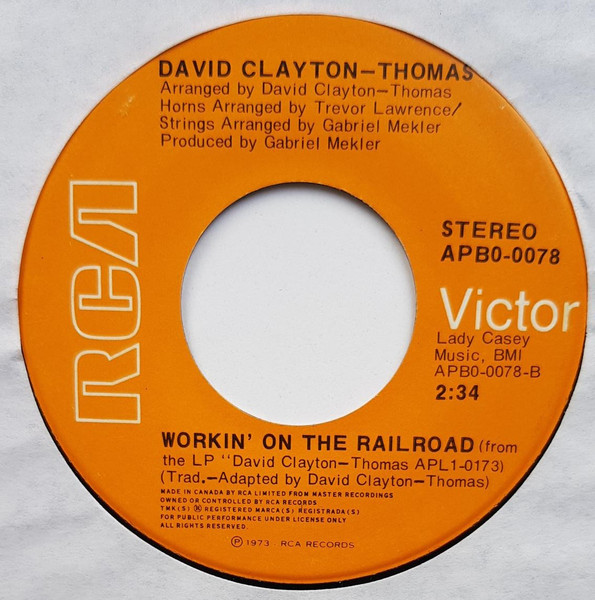 DAVID CLAYTON—THOMAS
Arranged by David Clayton—Thomas
Horns Arranged by Trevor Lawrence/
Strings Arranged by Gabriel Mekler
Produced by Gabriel Mekler
RCA
STEREO
APB0-0078
Victor
Lady Casey
Music, BMI
APB0-0078-B
2:34
WORKIN' ON THE RAILROAD (from
the LP "David Clayton—Thomas APL1-0173)
(Trad.—Adapted by David Clayton—Thomas)
MADE IN CANADA BY RCA LIMITED FROM MASTER RECORDINGS
OWNED OR CONTROLLED BY RCA RECORDS
TMK(S) ® REGISTERED. MARCA(S) REGISTRADA(S)
FOR PUBLIC PERFORMANCE UNDER LICENSE ONLY
ALL RIGHTS RESERVED.
℗ 1973 · RCA RECORDS